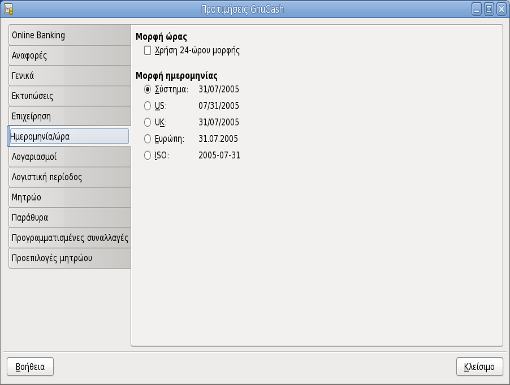 Προτιμήσεις GnuCash
Online Banking
Αναφορές
Γενικά
Εκτυπώσεις
Επιχείρηση
Ημερομηνία/ώρα
Λογαριασμοί
Λογιστική περίοδος
Μητρώο
Παράθυρα
Προγραμματισμένες συναλλαγές
Προεπιλογές μητρώου
Μορφή ώρας
Χρήση 24-ώρου μορφής
Μορφή ημερομηνίας
Σύστημα: 31/07/2005
US: 07/31/2005
UK: 31/07/2005
Ευρώπη: 31.07.2005
ISO: 2005-07-31
Βοήθεια
Κλείσιμο